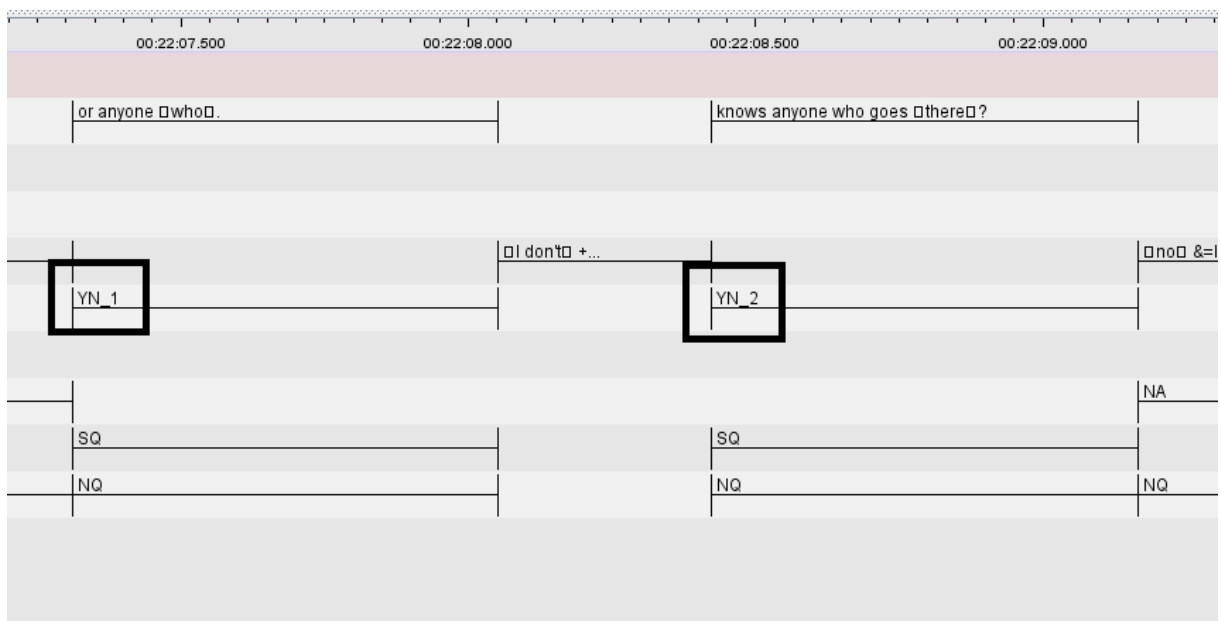 00:22:07.500 00:22:08.000 00:22:08.500 00:22:09.000
or anyone ▯who▯. knows anyone who goes ▯there▯?
▯I don't▯ +... ▯no▯ &=l
YN_1 YN_2
NA
SQ SQ
NQ NQ NQ